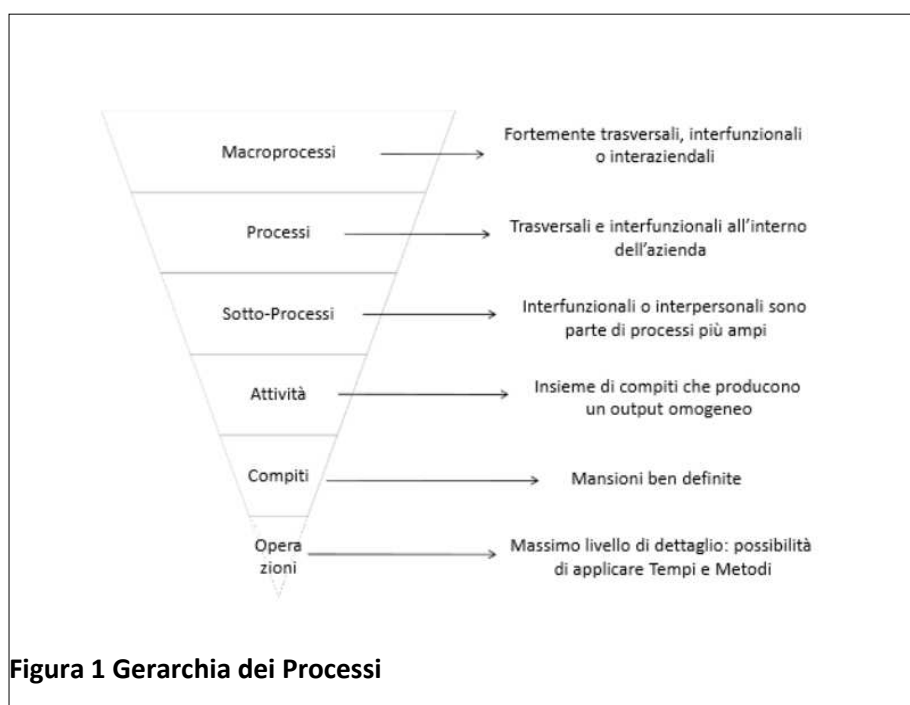 Macroprocessi
Fortemente trasversali, interfunzionali
o interaziendali
Processi
Trasversali e interfunzionali all'interno
dell'azienda
Sotto-Processi
Interfunzionali o interpersonali sono
parte di processi più ampi
Attività
Insieme di compiti che producono
un output omogeneo
Compiti
Mansioni ben definite
Opera
zioni
Massimo livello di dettaglio: possibilità
di applicare Tempi e Metodi
Figura 1 Gerarchia dei Processi